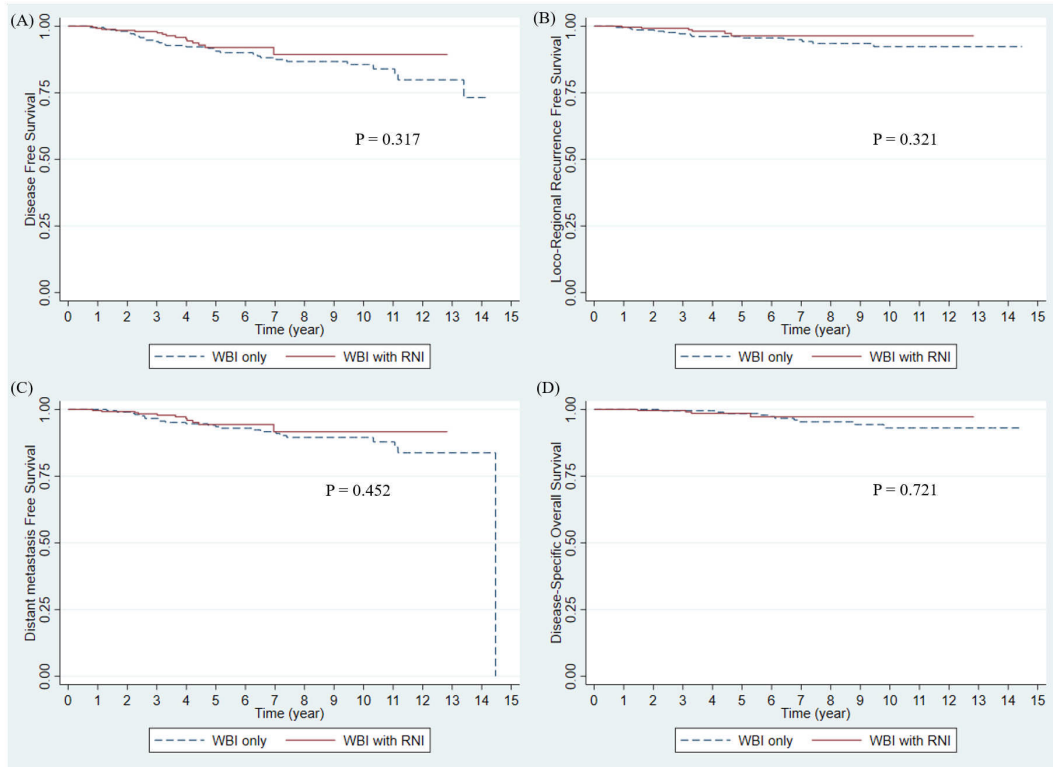 (A)
Disease Free Survival
1.00
0.75
0.50
0.25
0.00
P = 0.317
0 1 2 3 4 5 6 7 8 9 10 11 12 13 14 15
Time (year)
WBI only WBI with RNI
(B)
Loco-Regional Recurrence Free Survival
1.00
0.75
0.50
0.25
0.00
P = 0.321
0 1 2 3 4 5 6 7 8 9 10 11 12 13 14 15
Time (year)
WBI only WBI with RNI
(C)
Distant metastasis Free Survival
1.00
0.75
0.50
0.25
0.00
P = 0.452
0 1 2 3 4 5 6 7 8 9 10 11 12 13 14 15
Time (year)
WBI only WBI with RNI
(D)
Disease-Specific Overall Survival
1.00
0.75
0.50
0.25
0.00
P = 0.721
0 1 2 3 4 5 6 7 8 9 10 11 12 13 14 15
Time (year)
WBI only WBI with RNI